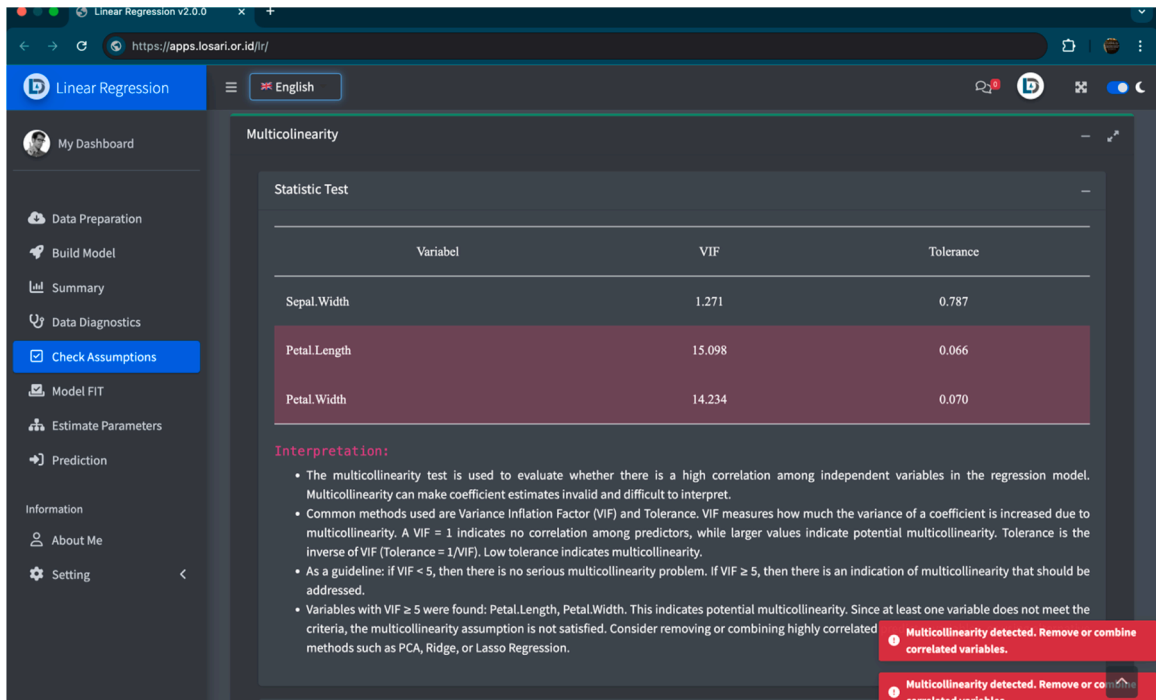 Linear Regression v2.0.0
https://apps.losari.or.id/lr/
Linear Regression
English
0
My Dashboard
Data Preparation
Build Model
Summary
Data Diagnostics
Check Assumptions
Model FIT
Estimate Parameters
Prediction
Information
About Me
Setting
Multicolinearity
Statistic Test
Variabel VIF Tolerance
Sepal.Width 1.271 0.787
Petal.Length 15.098 0.066
Petal.Width 14.234 0.070
Interpretation:
• The multicollinearity test is used to evaluate whether there is a high correlation among independent variables in the regression model.
Multicollinearity can make coefficient estimates invalid and difficult to interpret.
• Common methods used are Variance Inflation Factor (VIF) and Tolerance. VIF measures how much the variance of a coefficient is increased due to
multicollinearity. A VIF = 1 indicates no correlation among predictors, while larger values indicate potential multicollinearity. Tolerance is the
inverse of VIF (Tolerance = 1/VIF). Low tolerance indicates multicollinearity.
• As a guideline: if VIF < 5, then there is no serious multicollinearity problem. If VIF ≥ 5, then there is an indication of multicollinearity that should be
addressed.
• Variables with VIF ≥ 5 were found: Petal.Length, Petal.Width. This indicates potential multicollinearity. Since at least one variable does not meet the
criteria, the multicollinearity assumption is not satisfied. Consider removing or combining highly correlated
methods such as PCA, Ridge, or Lasso Regression.
Multicollinearity detected. Remove or combine
correlated variables.
Multicollinearity detected. Remove or combine
correlated variables.